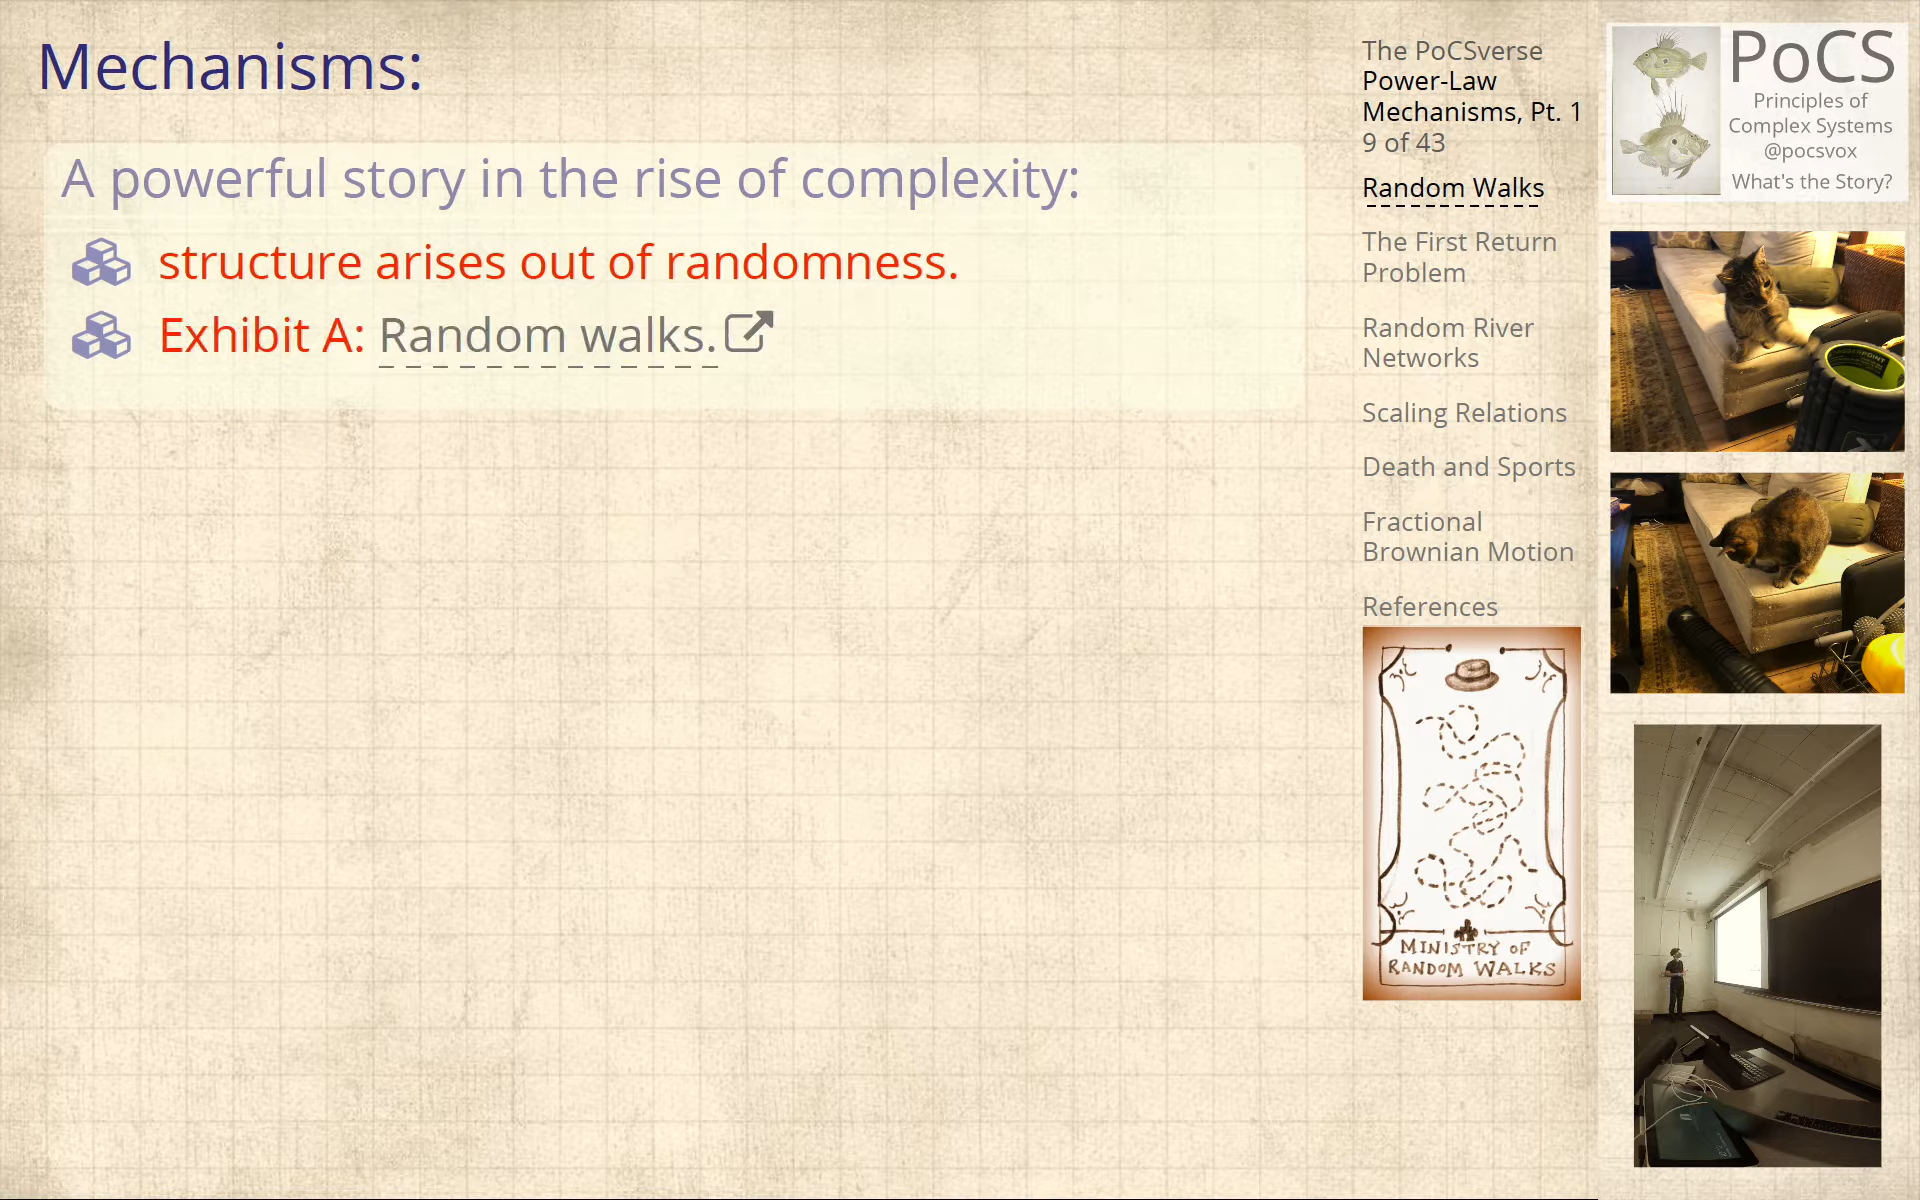 Mechanisms:
A powerful story in the rise of complexity:
structure arises out of randomness.
Exhibit A: Random walks.
The PoCSverse
Power-Law
Mechanisms, Pt. 1
9 of 43
Random Walks
The First Return
Problem
Random River
Networks
Scaling Relations
Death and Sports
Fractional
Brownian Motion
References
MINISTRY OF
RANDOM WALKS
PoCS
Principles of
Complex Systems
@pocsvox
What's the Story?